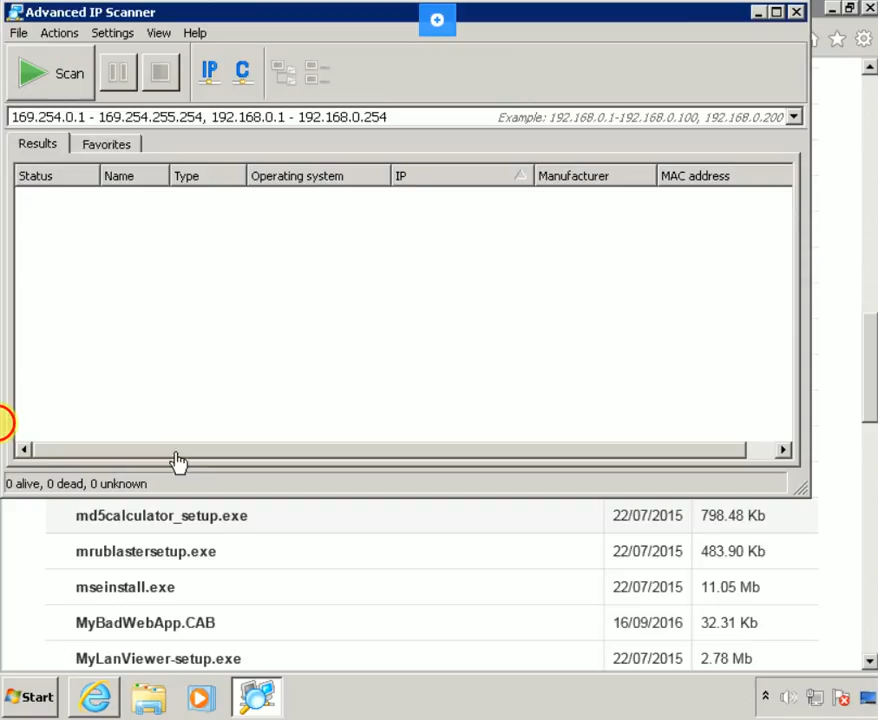 Advanced IP Scanner
File Actions Settings View Help
Scan IP C
169.254.0.1 - 169.254.255.254, 192.168.0.1 - 192.168.0.254 Example: 192.168.0.1-192.168.0.100, 192.168.0.200
Results Favorites
Status Name Type Operating system IP Manufacturer MAC address
0 alive, 0 dead, 0 unknown
md5calculator_setup.exe 22/07/2015 798.48 Kb
mrublastersetup.exe 22/07/2015 483.90 Kb
mseinstall.exe 22/07/2015 11.05 Mb
MyBadWebApp.CAB 16/09/2016 32.31 Kb
MyLanViewer-setup.exe 22/07/2015 2.78 Mb
Start